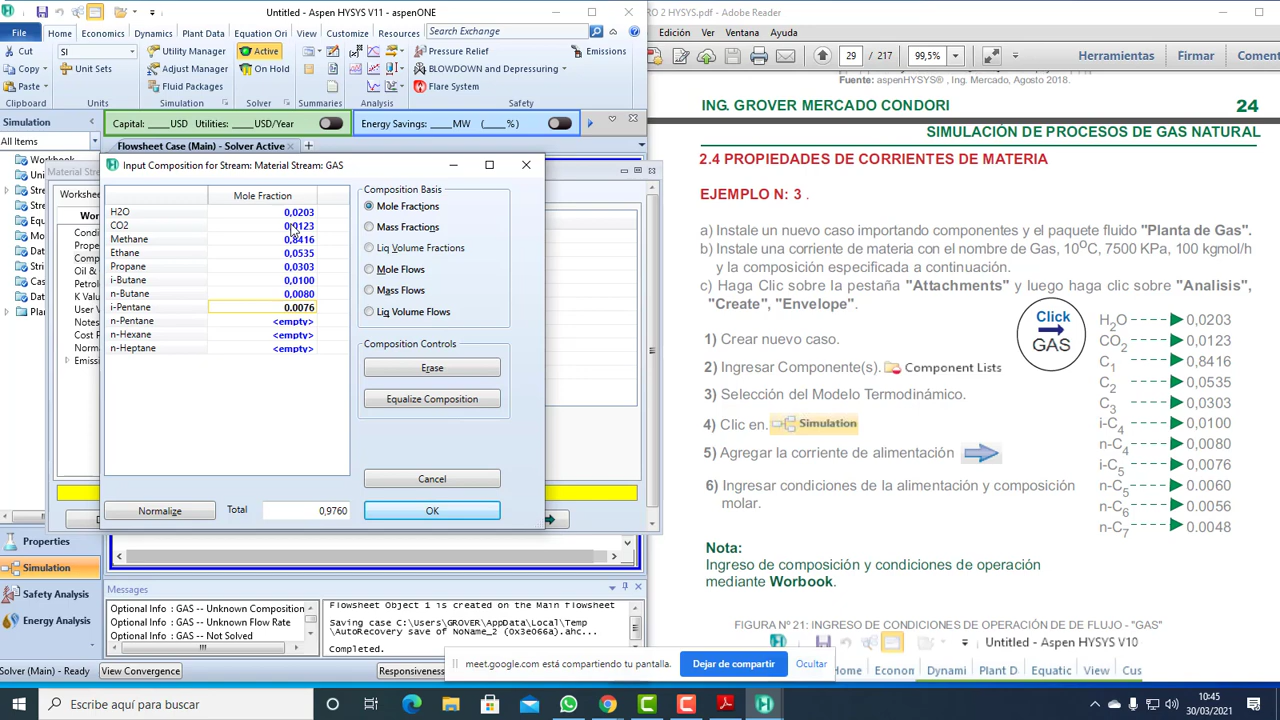 Untitled - Aspen HYSYS V11 - aspenONE
File Home Economics Dynamics Plant Data Equation Ori View Customize Resources Search Exchange
Cut SI Utility Manager Active Pressure Relief Emissions
Copy Unit Sets Adjust Manager On Hold BLOWDOWN and Depressuring
Paste Fluid Packages Flare System
Clipboard Units Simulation Solver Summaries Analysis Safety
Simulation Capital: ____USD Utilities: ____USD/Year Energy Savings: ____MW (____%)
All Items Flowsheet Case (Main) - Solver Active
Input Composition for Stream: Material Stream: GAS
Mole Fraction
H2O 0,0203
CO2 0,0123
Methane 0,8416
Ethane 0,0535
Propane 0,0303
i-Butane 0,0100
n-Butane 0,0080
i-Pentane 0.0076
n-Pentane <empty>
n-Hexane <empty>
n-Heptane <empty>
Composition Basis
Mole Fractions
Mass Fractions
Liq Volume Fractions
Mole Flows
Mass Flows
Liq Volume Flows
Composition Controls
Erase
Equalize Composition
Cancel
Normalize Total 0,9760 OK
Properties
Simulation
Safety Analysis
Energy Analysis
Messages
Optional Info : GAS -- Unknown Composition
Optional Info : GAS -- Unknown Flow Rate
Optional Info : GAS -- Not Solved
Flowsheet Object 1 is created on the Main flowsheet
Saving case C:\Users\GROVER\AppData\Local\Temp
\AutoRecovery save of NoName_2 (0x3e066a).ahc...
Completed.
Solver (Main) - Ready View Convergence Responsiveness
meet.google.com está compartiendo tu pantalla. Dejar de compartir Ocultar
RO 2 HYSYS.pdf - Adobe Reader
Edición Ver Ventana Ayuda
29 / 217 99,5% Herramientas Firmar Coment
Fuente: aspenHYSYS® , Ing. Mercado, Agosto 2018.
ING. GROVER MERCADO CONDORI 24
SIMULACIÓN DE PROCESOS DE GAS NATURAL
2.4 PROPIEDADES DE CORRIENTES DE MATERIA
EJEMPLO N: 3 .
a) Instale un nuevo caso importando componentes y el paquete fluido "Planta de Gas".
b) Instale una corriente de materia con el nombre de Gas, 10⁰C, 7500 KPa, 100 kgmol/h
y la composición especificada a continuación.
c) Haga Clic sobre la pestaña "Attachments" y luego haga clic sobre "Analisis",
"Create", "Envelope".
1) Crear nuevo caso.
2) Ingresar Componente(s). Component Lists
3) Selección del Modelo Termodinámico.
4) Clic en. Simulation
5) Agregar la corriente de alimentación
6) Ingresar condiciones de la alimentación y composición
molar.
Click
GAS
H₂O 0,0203
CO₂ 0,0123
C₁ 0,8416
C₂ 0,0535
C₃ 0,0303
i-C₄ 0,0100
n-C₄ 0,0080
i-C₅ 0,0076
n-C₅ 0.0060
n-C₆ 0.0056
n-C₇ 0.0048
Nota:
Ingreso de composición y condiciones de operación
mediante Worbook.
FIGURA Nº 21: INGRESO DE CONDICIONES DE OPERACIÓN DE DE FLUJO - "GAS"
Untitled - Aspen HYSYS V10
Home Econom Dynami Plant D Equatic View Cus
Escribe aquí para buscar
10:45
30/03/2021